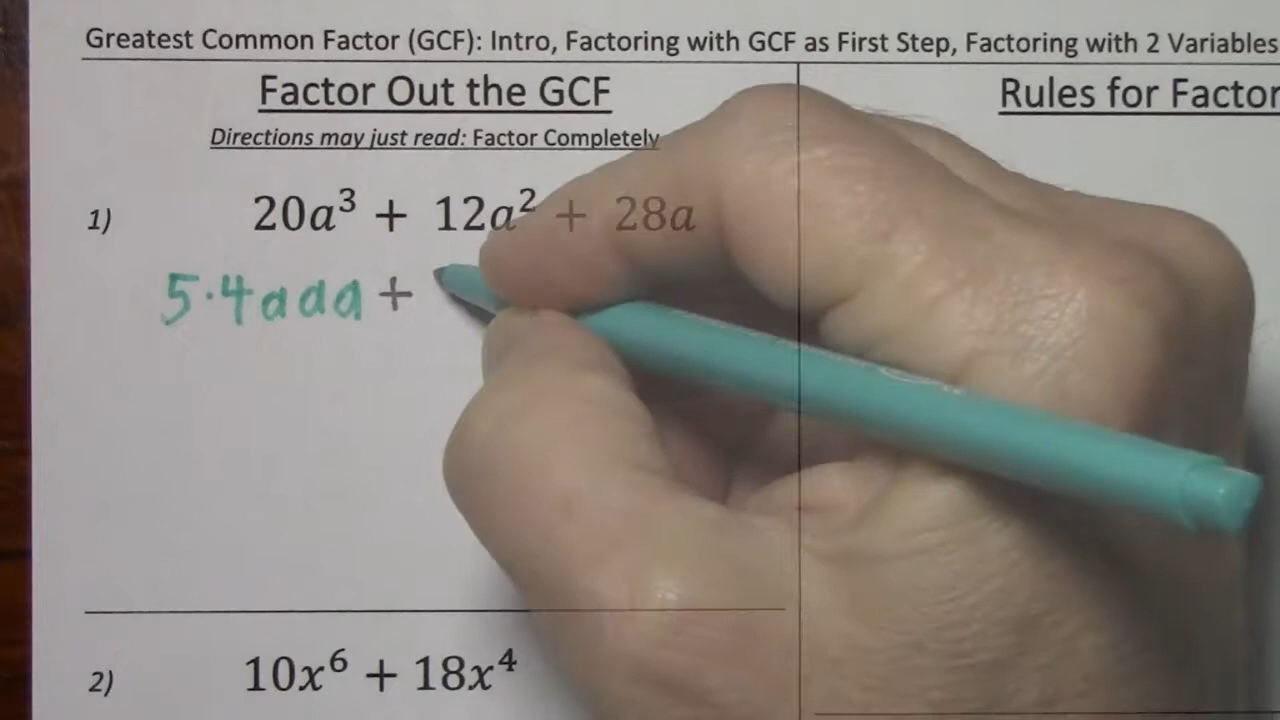 Greatest Common Factor (GCF): Intro, Factoring with GCF as First Step, Factoring with 2 Variables
Factor Out the GCF
Directions may just read: Factor Completely
1) 20a³ + 12a² + 28a
5·4aaa +
2) 10x⁶ + 18x⁴
Rules for Factor